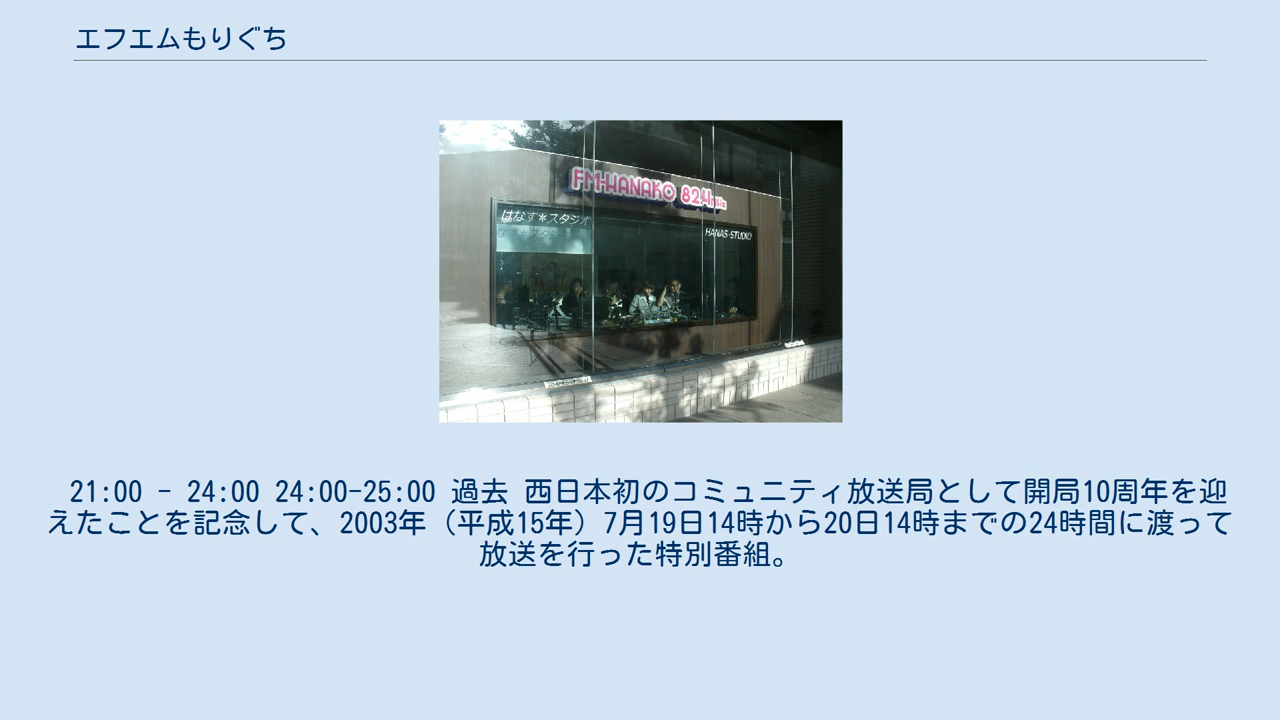 エフエムもりぐち
FM-HANAKO 82.4MHz
はなす＊スタジオ
HANAS-STUDIO
21:00 - 24:00 24:00-25:00 過去 西日本初のコミュニティ放送局として開局10周年を迎
えたことを記念して、2003年（平成15年）7月19日14時から20日14時までの24時間に渡って
放送を行った特別番組。